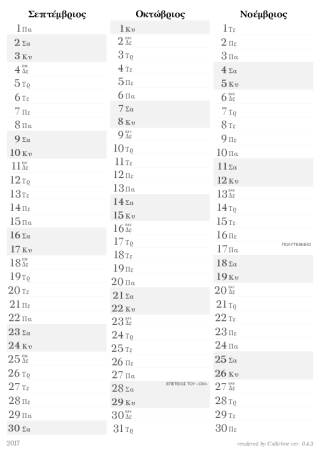 Σεπτέμβριος
1 Πα
2 Σα
3 Κυ
4 Δε
5 Τρ
6 Τε
7 Πε
8 Πα
9 Σα
10 Κυ
11 Δε
12 Τρ
13 Τε
14 Πε
15 Πα
16 Σα
17 Κυ
18 Δε
19 Τρ
20 Τε
21 Πε
22 Πα
23 Σα
24 Κυ
25 Δε
26 Τρ
27 Τε
28 Πε
29 Πα
30 Σα
Οκτώβριος
1 Κυ
2 Δε
3 Τρ
4 Τε
5 Πε
6 Πα
7 Σα
8 Κυ
9 Δε
10 Τρ
11 Τε
12 Πε
13 Πα
14 Σα
15 Κυ
16 Δε
17 Τρ
18 Τε
19 Πε
20 Πα
21 Σα
22 Κυ
23 Δε
24 Τρ
25 Τε
26 Πε
27 Πα
28 Σα ΕΠΕΤΕΙΟΣ ΤΟΥ «ΟΧΙ»
29 Κυ
30 Δε
31 Τρ
Νοέμβριος
1 Τε
2 Πε
3 Πα
4 Σα
5 Κυ
6 Δε
7 Τρ
8 Τε
9 Πε
10 Πα
11 Σα
12 Κυ
13 Δε
14 Τρ
15 Τε
16 Πε
17 Πα ΠΟΛΥΤΕΧΝΕΙΟ
18 Σα
19 Κυ
20 Δε
21 Τρ
22 Τε
23 Πε
24 Πα
25 Σα
26 Κυ
27 Δε
28 Τρ
29 Τε
30 Πε
2017
rendered by Callirhoe ver. 0.4.3